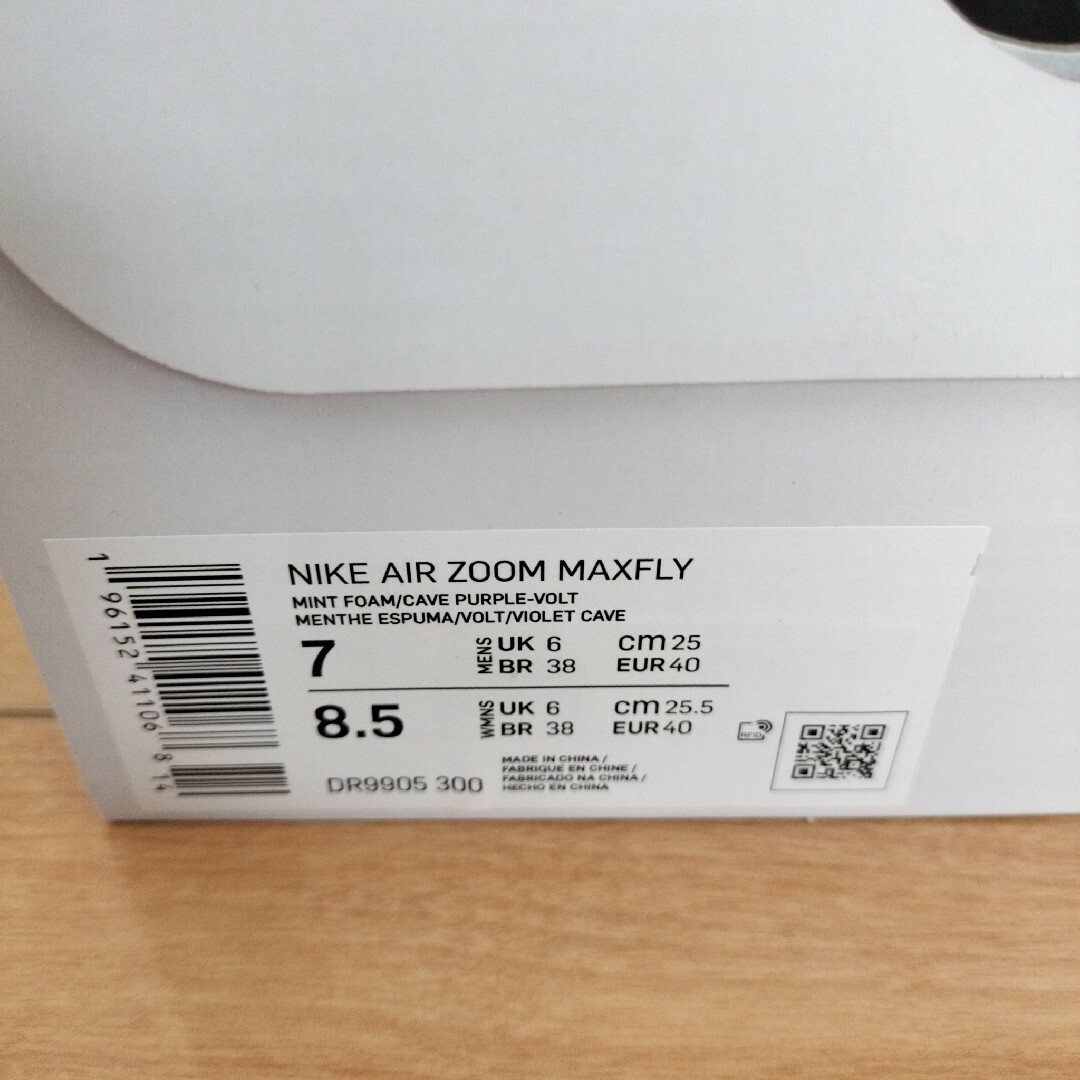 NIKE AIR ZOOM MAXFLY
MINT FOAM/CAVE PURPLE-VOLT
MENTHE ESPUMA/VOLT/VIOLET CAVE
7 MENS UK 6 cm 25
BR 38 EUR 40
8.5 WMNS UK 6 cm 25.5
BR 38 EUR 40
DR9905 300
MADE IN CHINA /
FABRIQUE EN CHINE /
FABRICADO NA CHINA /
HECHO EN CHINA
RFID
1 96152 41106 8 14